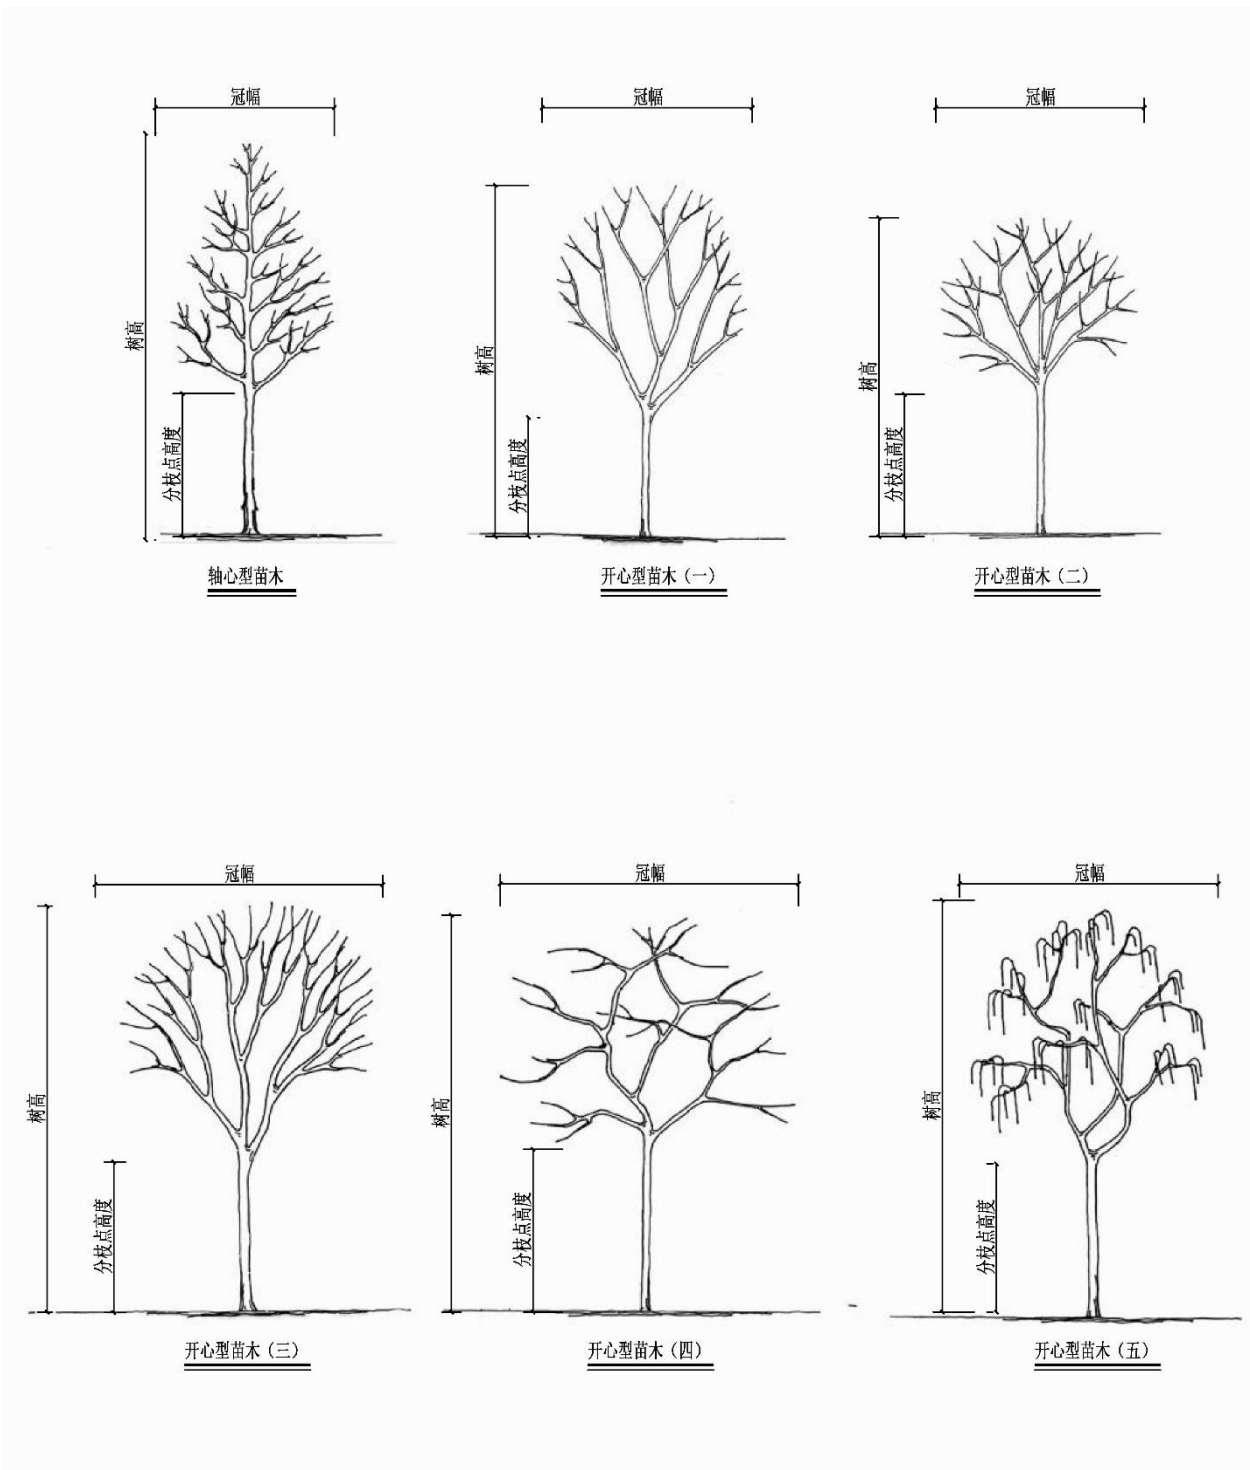 冠幅
冠幅
冠幅
树高
分枝点高度
树高
分枝点高度
树高
分枝点高度
轴心型苗木
开心型苗木(一)
开心型苗木(二)
冠幅
冠幅
冠幅
树高
分枝点高度
树高
分枝点高度
树高
分枝点高度
开心型苗木(三)
开心型苗木(四)
开心型苗木(五)